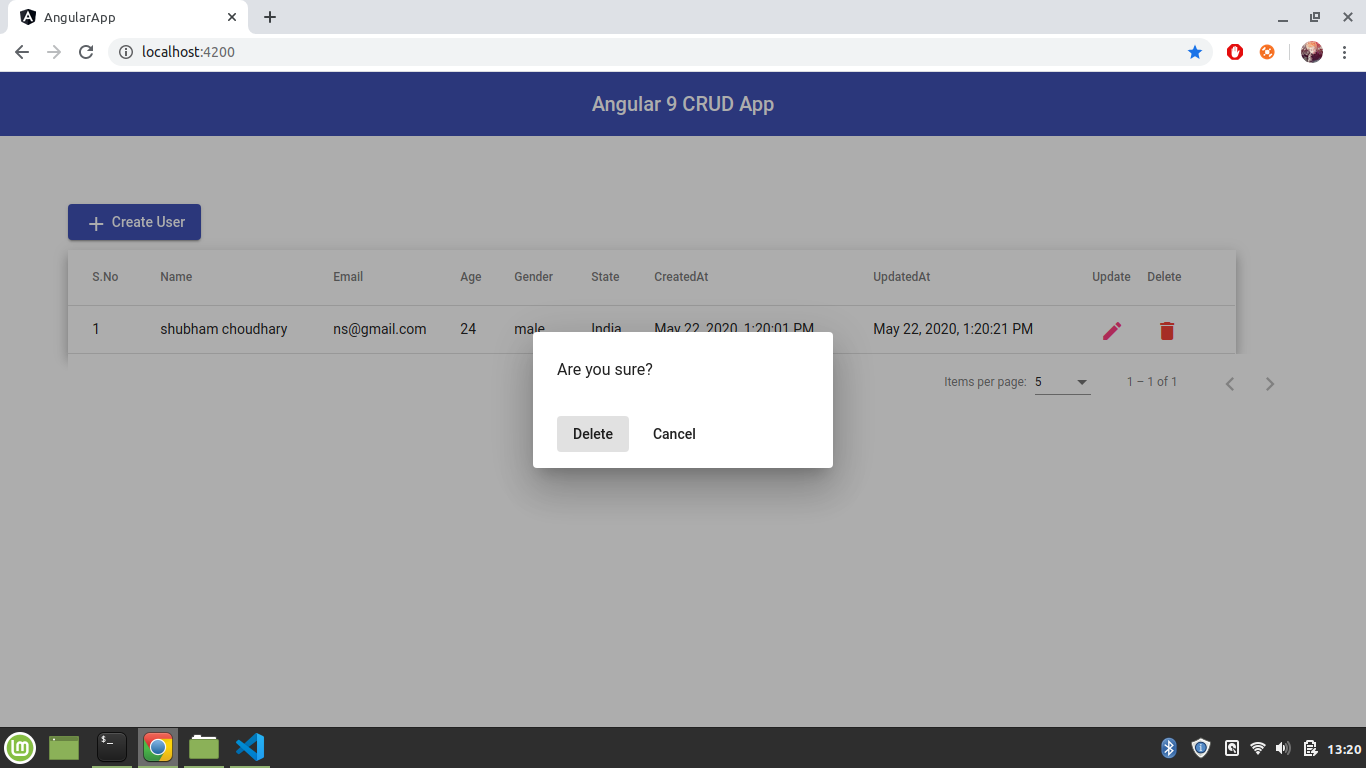 AngularApp
localhost:4200
Angular 9 CRUD App
Create User
S.No Name Email Age Gender State CreatedAt UpdatedAt Update Delete
1 shubham choudhary ns@gmail.com 24 male India May 22, 2020, 1:20:01 PM May 22, 2020, 1:20:21 PM
Are you sure?
Items per page: 5 1 – 1 of 1
Delete Cancel
$_
lm
13:20